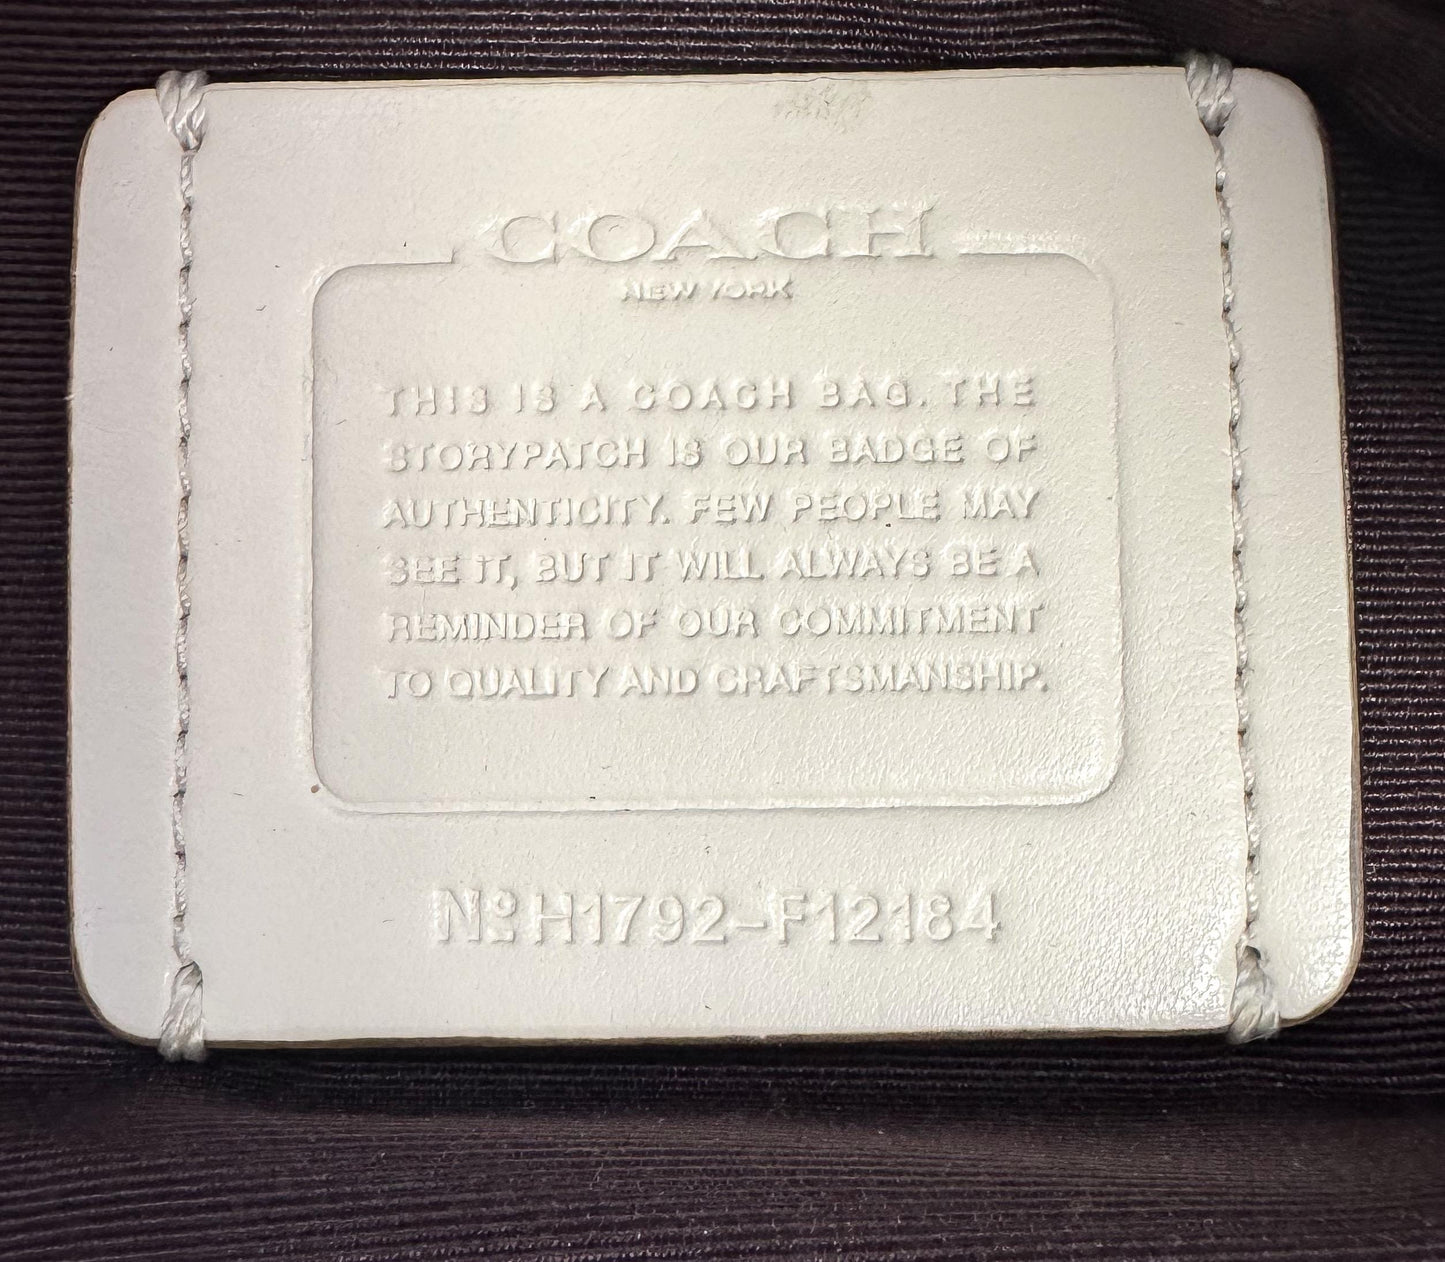 COACH
NEW YORK
THIS IS A COACH BAG. THE
STORYPATCH IS OUR BADGE OF
AUTHENTICITY. FEW PEOPLE MAY
SEE IT, BUT IT WILL ALWAYS BE A
REMINDER OF OUR COMMITMENT
TO QUALITY AND CRAFTSMANSHIP.
Nº H1792-F12184